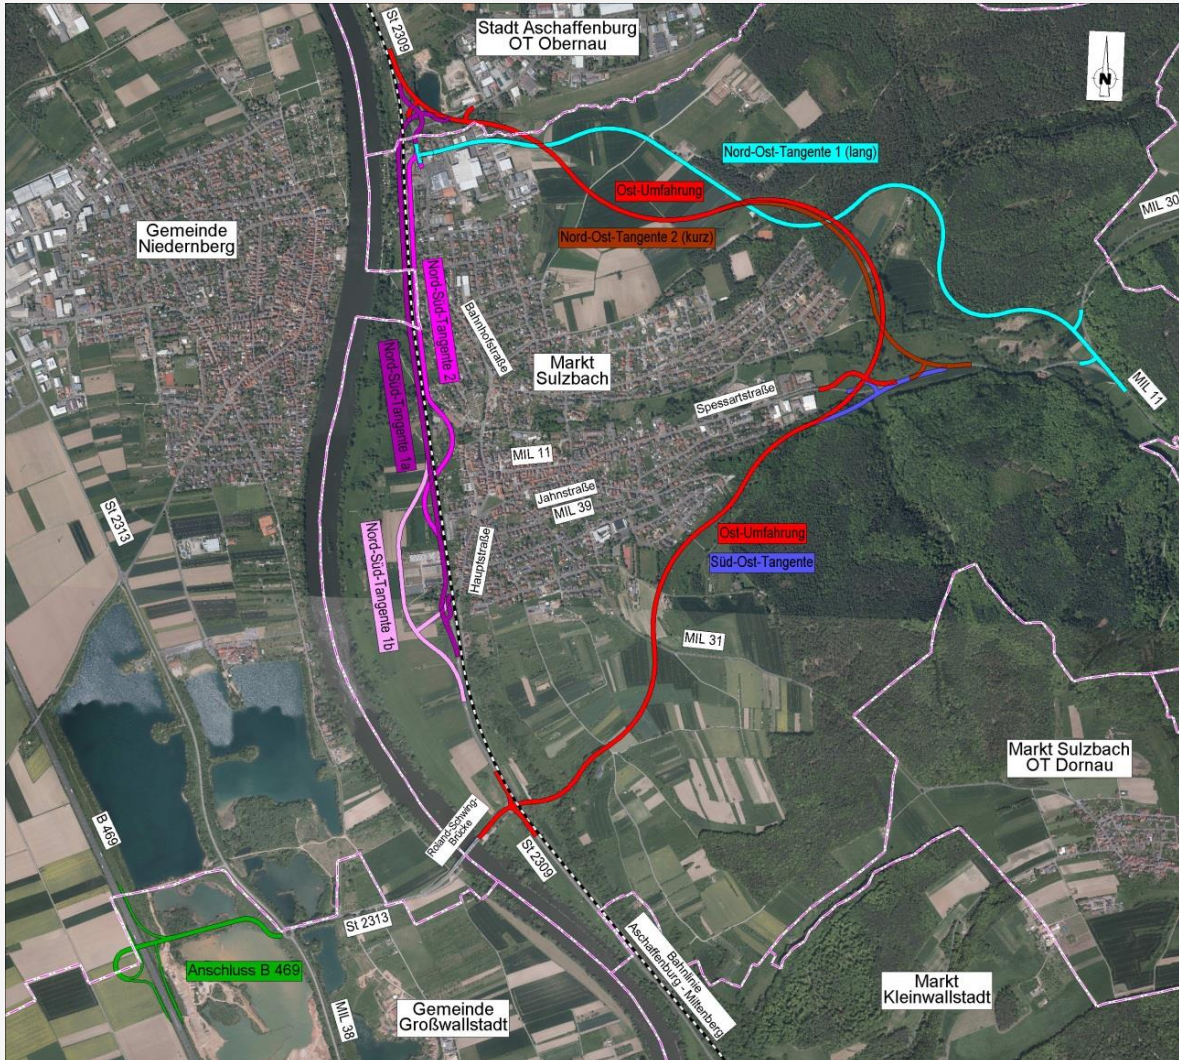 St 2309
Stadt Aschaffenburg
OT Obernau
N
Nord-Ost-Tangente 1 (lang)
Ost-Umfahrung
MIL 30
Gemeinde
Niedernberg
Nord-Ost-Tangente 2 (kurz)
Nord-Süd-Tangente 2
Bahnhofstraße
Markt
Sulzbach
Nord-Süd-Tangente 1a
Spessartstraße
MIL 11
MIL 11
Jahnstraße
MIL 39
St 2313
Ost-Umfahrung
Süd-Ost-Tangente
Hauptstraße
Nord-Süd-Tangente 1b
MIL 31
Markt Sulzbach
OT Dornau
B 469
Roland-Schwing-
Brücke
St 2309
St 2313
Anschluss B 469
Bahnlinie
Aschaffenburg - Miltenberg
Markt
Kleinwallstadt
MIL 38
Gemeinde
Großwallstadt